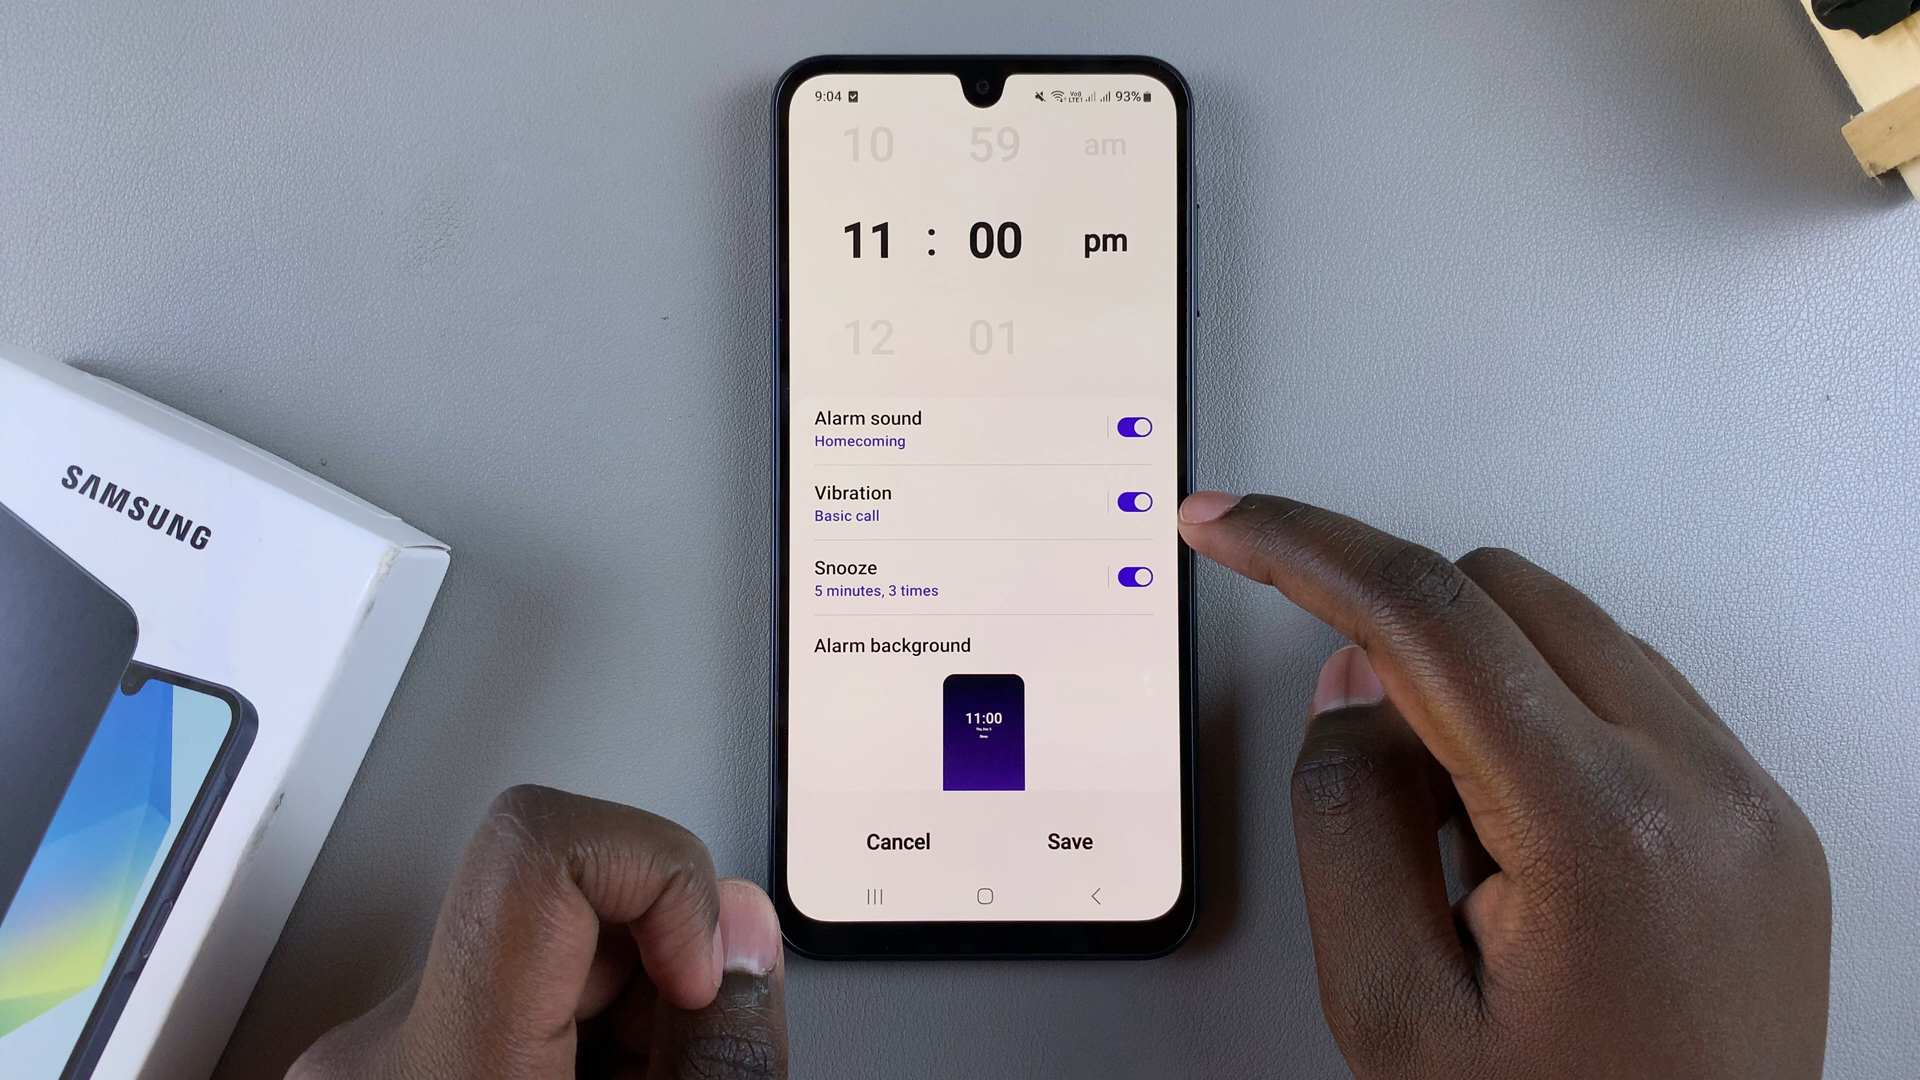 9:04
93%
10 59 am
11 : 00 pm
12 01
Alarm sound
Homecoming
Vibration
Basic call
Snooze
5 minutes, 3 times
Alarm background
11:00
Cancel Save
SAMSUNG